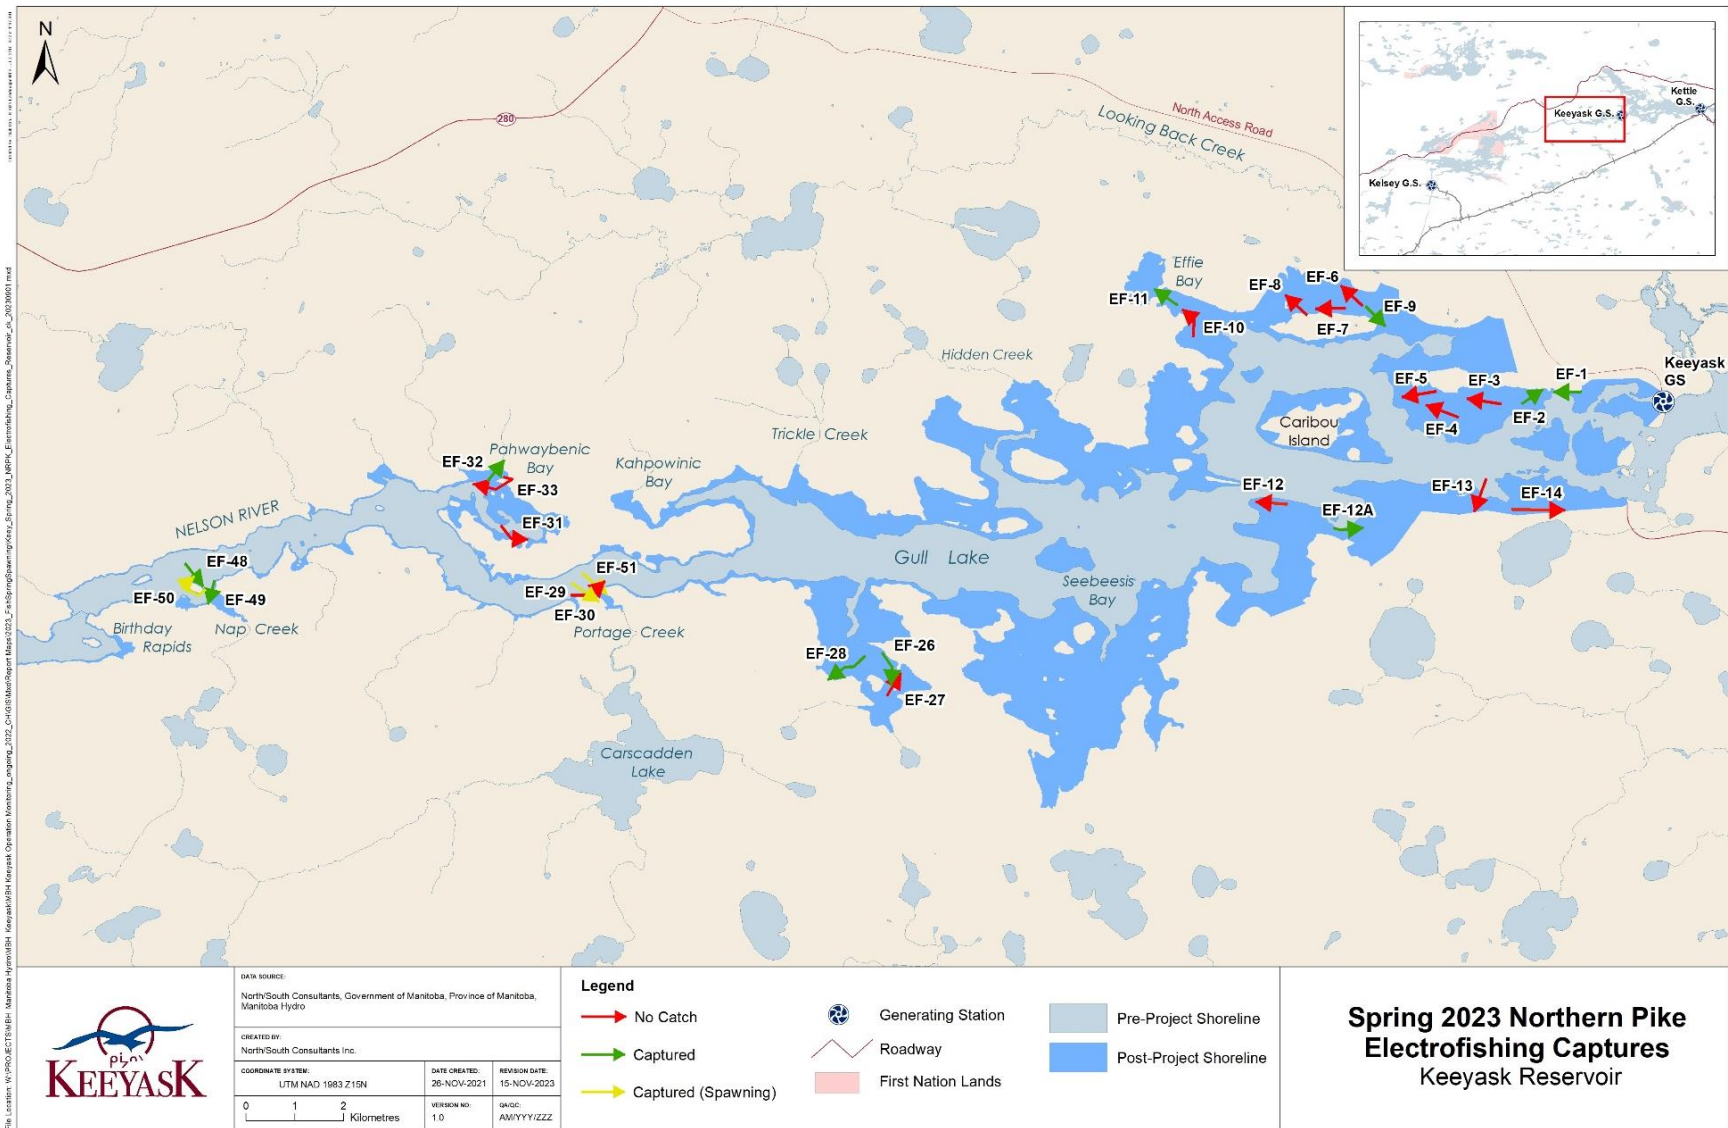 N
280
North Access Road
Looking Back Creek
Kettle
G.S.
Keeyask G.S.
Kelsey G.S.
Effie
Bay
EF-11
EF-10
EF-8
EF-6
EF-7
EF-9
Hidden Creek
Keeyask
GS
EF-5
EF-3
EF-1
EF-4
EF-2
Caribou
Island
Trickle Creek
Pahwaybenic
Bay
EF-32
EF-33
EF-31
Kahpowinic
Bay
EF-12
EF-13
EF-14
EF-12A
NELSON RIVER
Gull Lake
Seebeesis
Bay
EF-48
EF-50
EF-49
Birthday
Rapids
Nap Creek
EF-51
EF-29
EF-30
Portage Creek
EF-28
EF-26
EF-27
Carscadden
Lake
KEEYASK
DATA SOURCE:
North/South Consultants, Government of Manitoba, Province of Manitoba,
Manitoba Hydro
CREATED BY:
North/South Consultants Inc.
COORDINATE SYSTEM:
UTM NAD 1983 Z15N
DATE CREATED:
26-NOV-2021
REVISION DATE:
15-NOV-2023
0 1 2 Kilometres
VERSION NO:
1.0
QA/QC:
AM/YYY/ZZZ
Legend
No Catch
Captured
Captured (Spawning)
Generating Station
Roadway
First Nation Lands
Pre-Project Shoreline
Post-Project Shoreline
Spring 2023 Northern Pike
Electrofishing Captures
Keeyask Reservoir